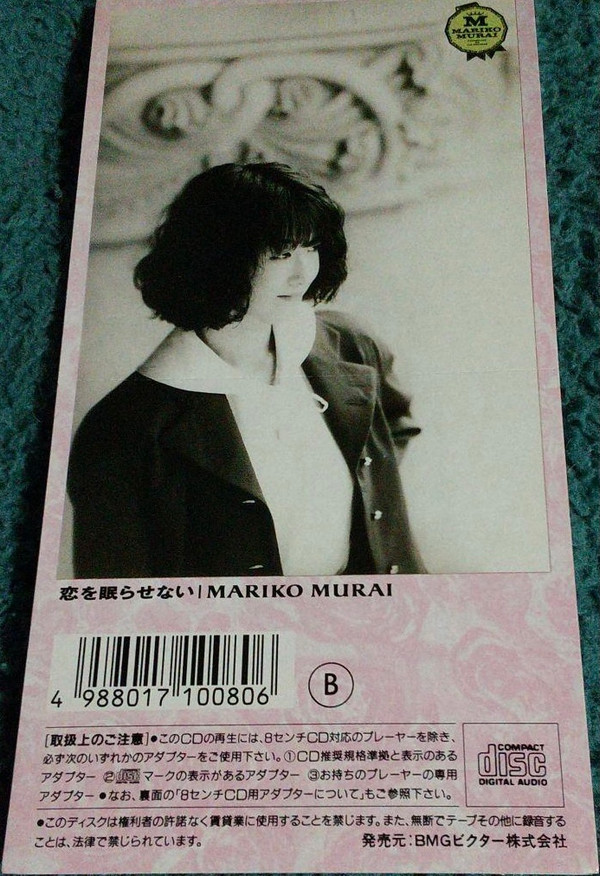 M
MARIKO
MURAI
恋を眠らせない | MARIKO MURAI
4 988017 100806
B
[取扱上のご注意]●このCDの再生には、8センチCD対応のプレーヤーを除き、
必ず次のいずれかのアダプターをご使用下さい。①CD推奨規格準拠と表示のある
アダプター ②マークの表示があるアダプター ③お持ちのプレーヤーの専用
アダプター ●なお、裏面の「8センチCD用アダプターについて」もご参照下さい。
COMPACT
disc
DIGITAL AUDIO
●このディスクは権利者の許諾なく賃貸業に使用することを禁じます。また、無断でテープその他に録音する
ことは、法律で禁じられています。
発売元:BMGビクター株式会社